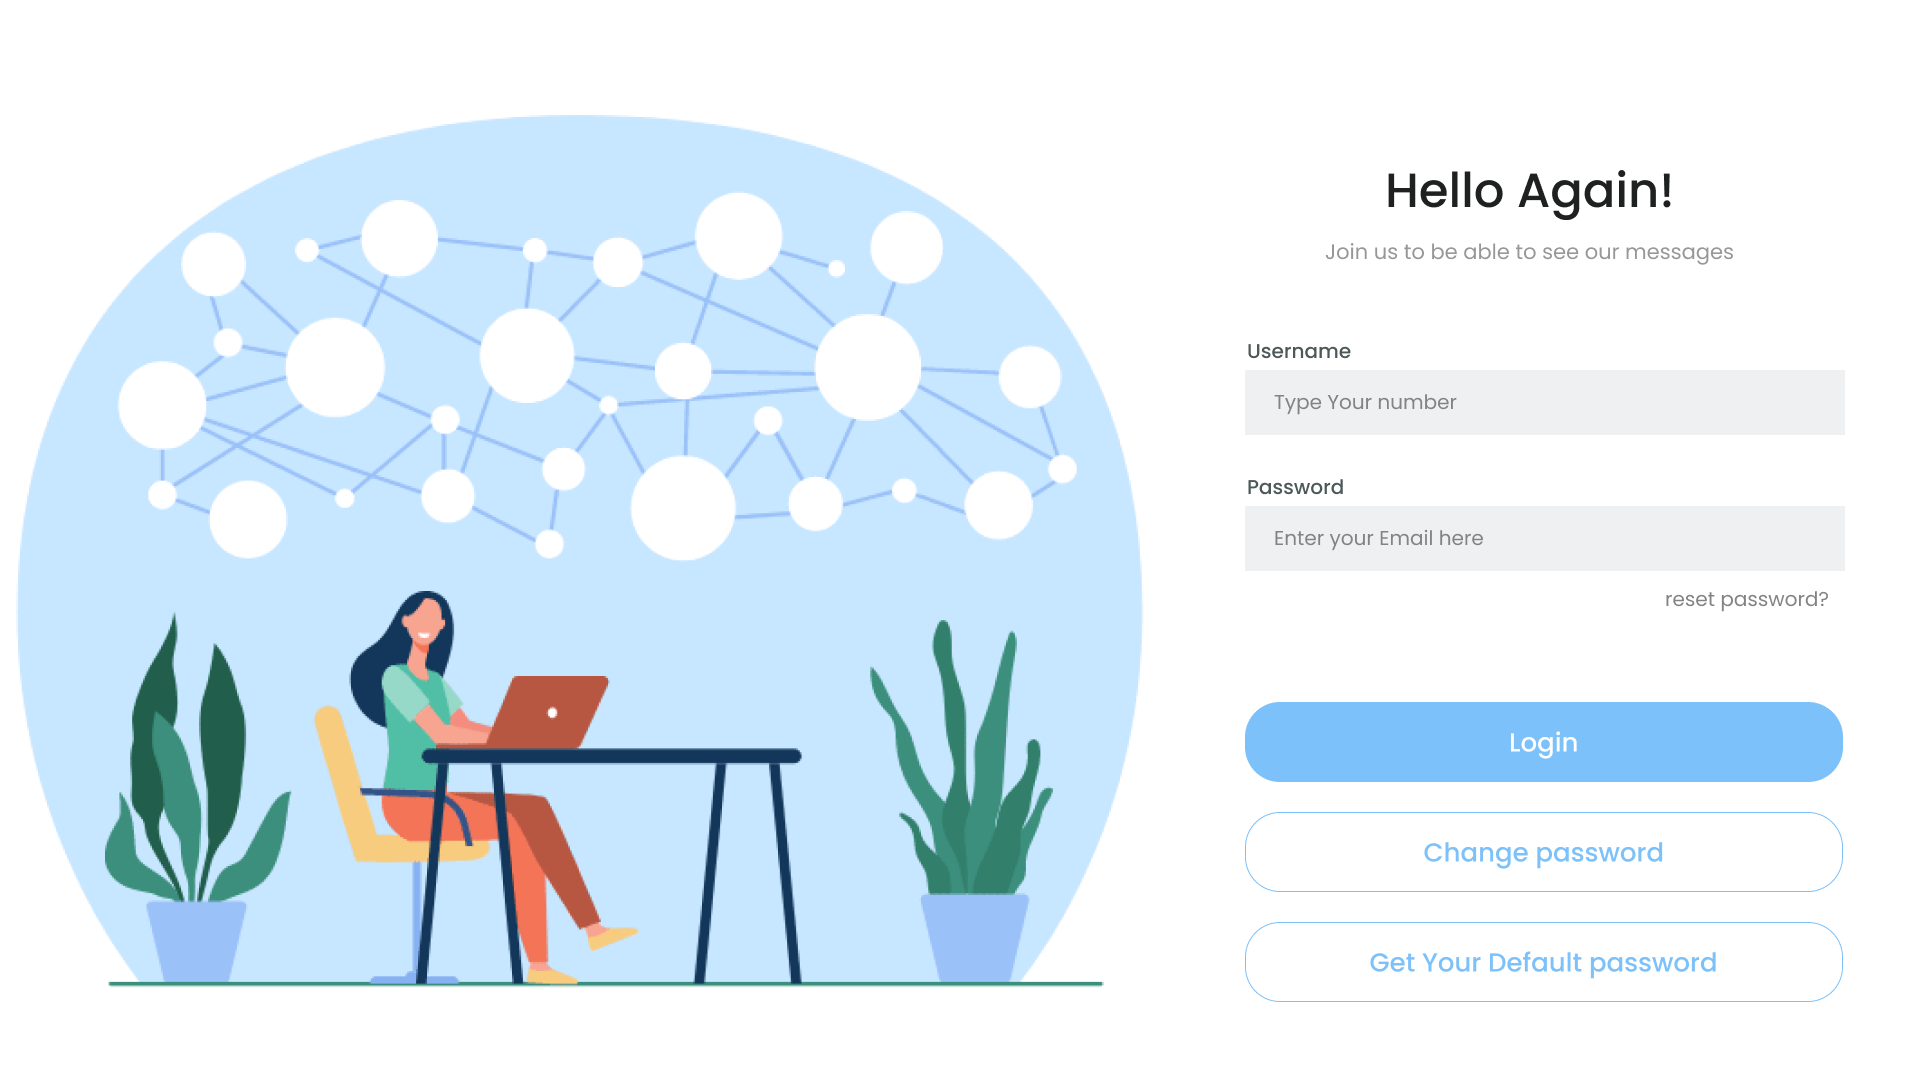 Hello Again!
Join us to be able to see our messages
Username
Type Your number
Password
Enter your Email here
reset password?
Login
Change password
Get Your Default password